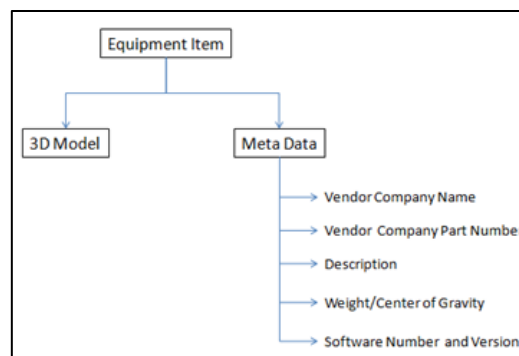 Equipment Item
3D Model
Meta Data
Vendor Company Name
Vendor Company Part Number
Description
Weight/Center of Gravity
Software Number and Version